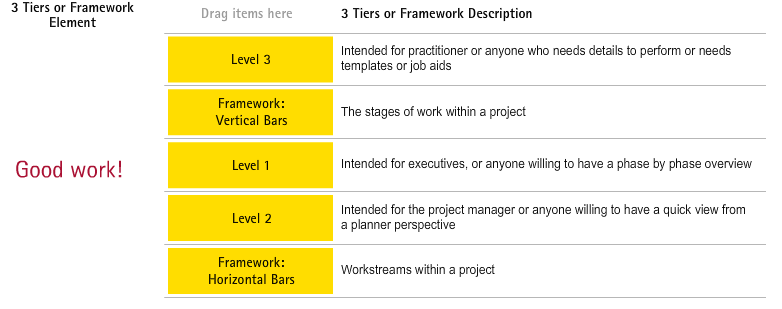 3 Tiers or Framework
Element
Drag items here
3 Tiers or Framework Description
Level 3
Intended for practitioner or anyone who needs details to perform or needs
templates or job aids
Framework:
Vertical Bars
The stages of work within a project
Good work!
Level 1
Intended for executives, or anyone willing to have a phase by phase overview
Level 2
Intended for the project manager or anyone willing to have a quick view from
a planner perspective
Framework:
Horizontal Bars
Workstreams within a project